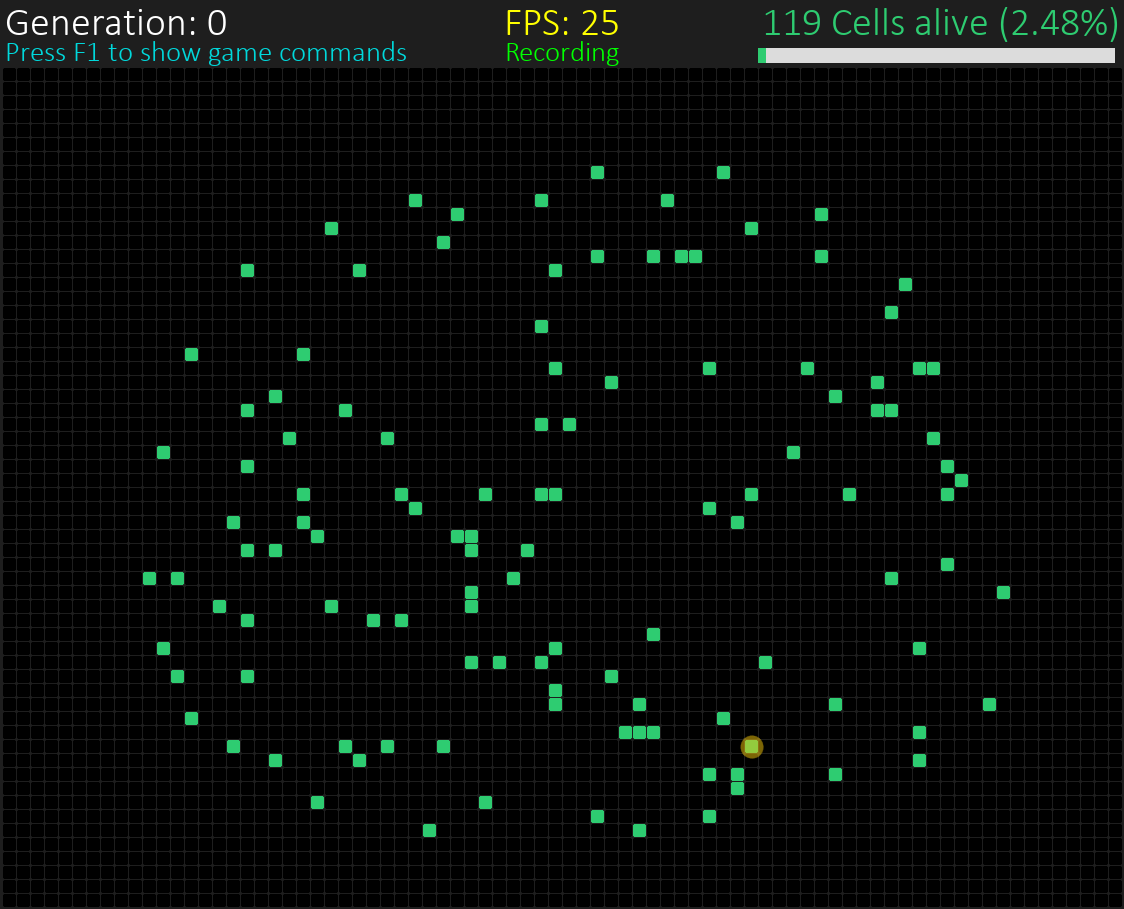 Generation: 0
FPS: 25
119 Cells alive (2.48%)
Press F1 to show game commands
Recording